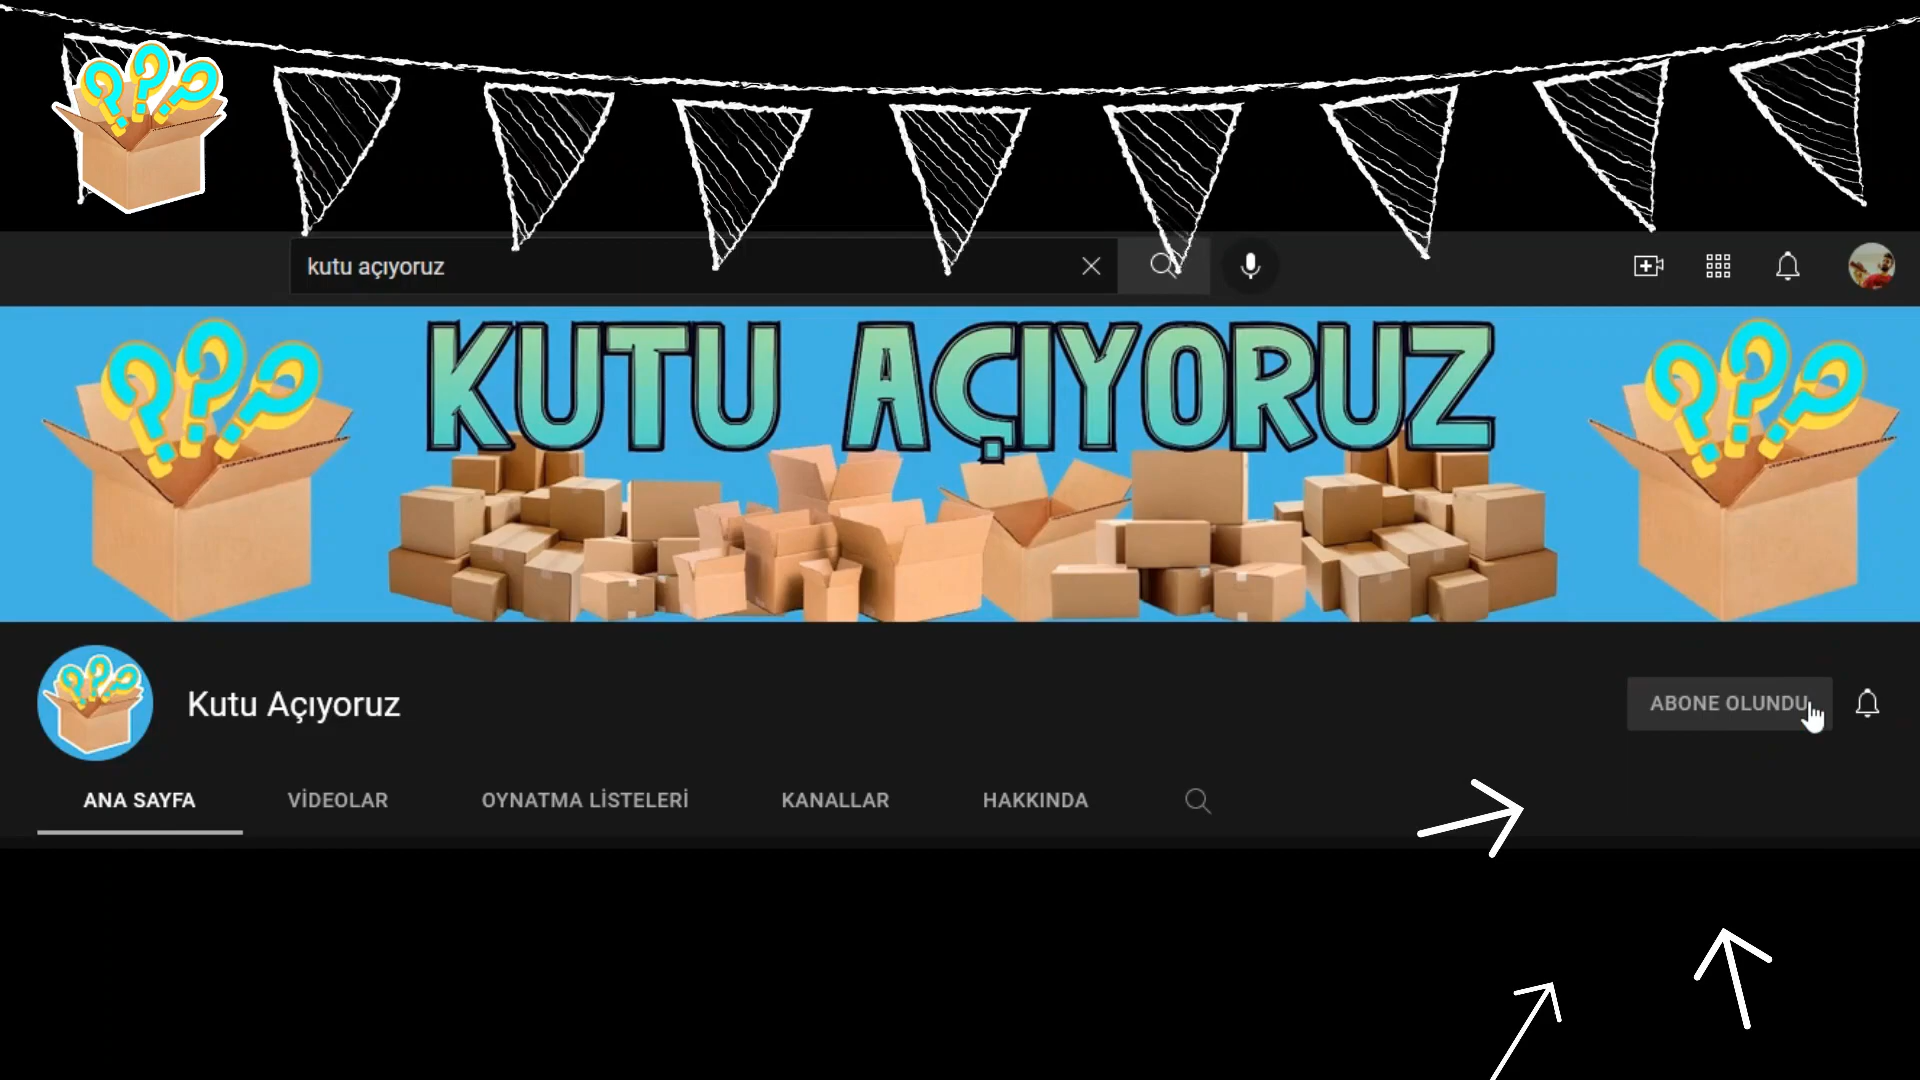 kutu açıyoruz
KUTU AÇIYORUZ
Kutu Açıyoruz
ABONE OLUNDU
ANA SAYFA VİDEOLAR OYNATMA LİSTELERİ KANALLAR HAKKINDA